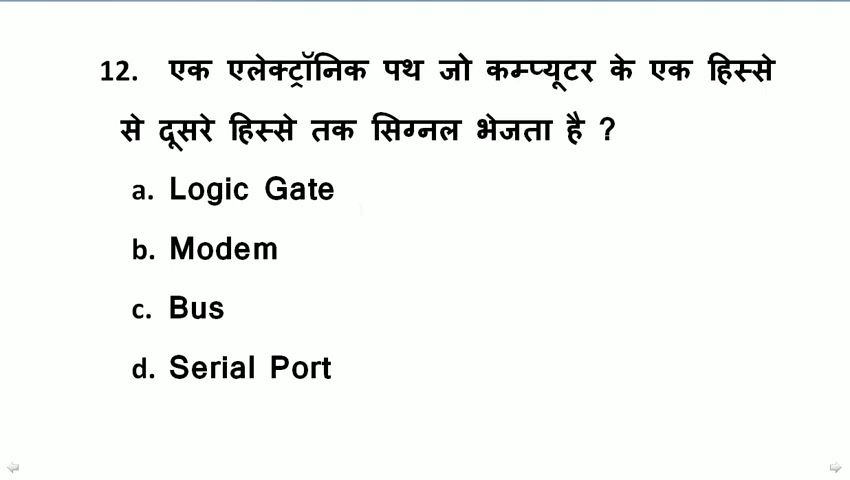 12. एक एलेक्ट्रॉनिक पथ जो कम्प्यूटर के एक हिस्से
से दूसरे हिस्से तक सिग्नल भेजता है ?
a. Logic Gate
b. Modem
c. Bus
d. Serial Port